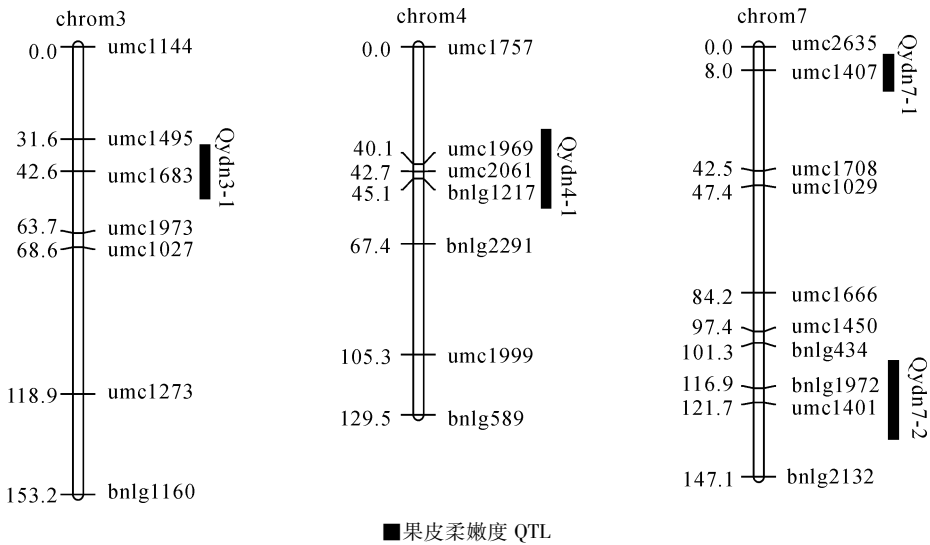 chrom3
0.0 umc1144
31.6 umc1495
42.6 umc1683
63.7 umc1973
68.6 umc1027
118.9 umc1273
153.2 bnlg1160
Qydn3-1
chrom4
0.0 umc1757
40.1 umc1969
42.7 umc2061
45.1 bnlg1217
67.4 bnlg2291
105.3 umc1999
129.5 bnlg589
Qydn4-1
chrom7
0.0 umc2635
8.0 umc1407
42.5 umc1708
47.4 umc1029
84.2 umc1666
97.4 umc1450
101.3 bnlg434
116.9 bnlg1972
121.7 umc1401
147.1 bnlg2132
Qydn7-1
Qydn7-2
果皮柔嫩度 QTL